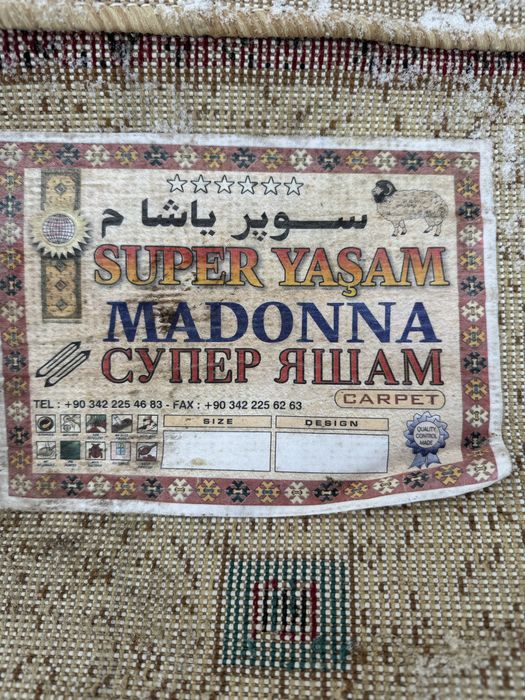 سوپر ياشا م
SUPER YAŞAM
MADONNA
СУПЕР ЯШАМ
CARPET
TEL : +90 342 225 46 83 - FAX : +90 342 225 62 63
SIZE
DESIGN
QUALITY
CONTROL
MADE